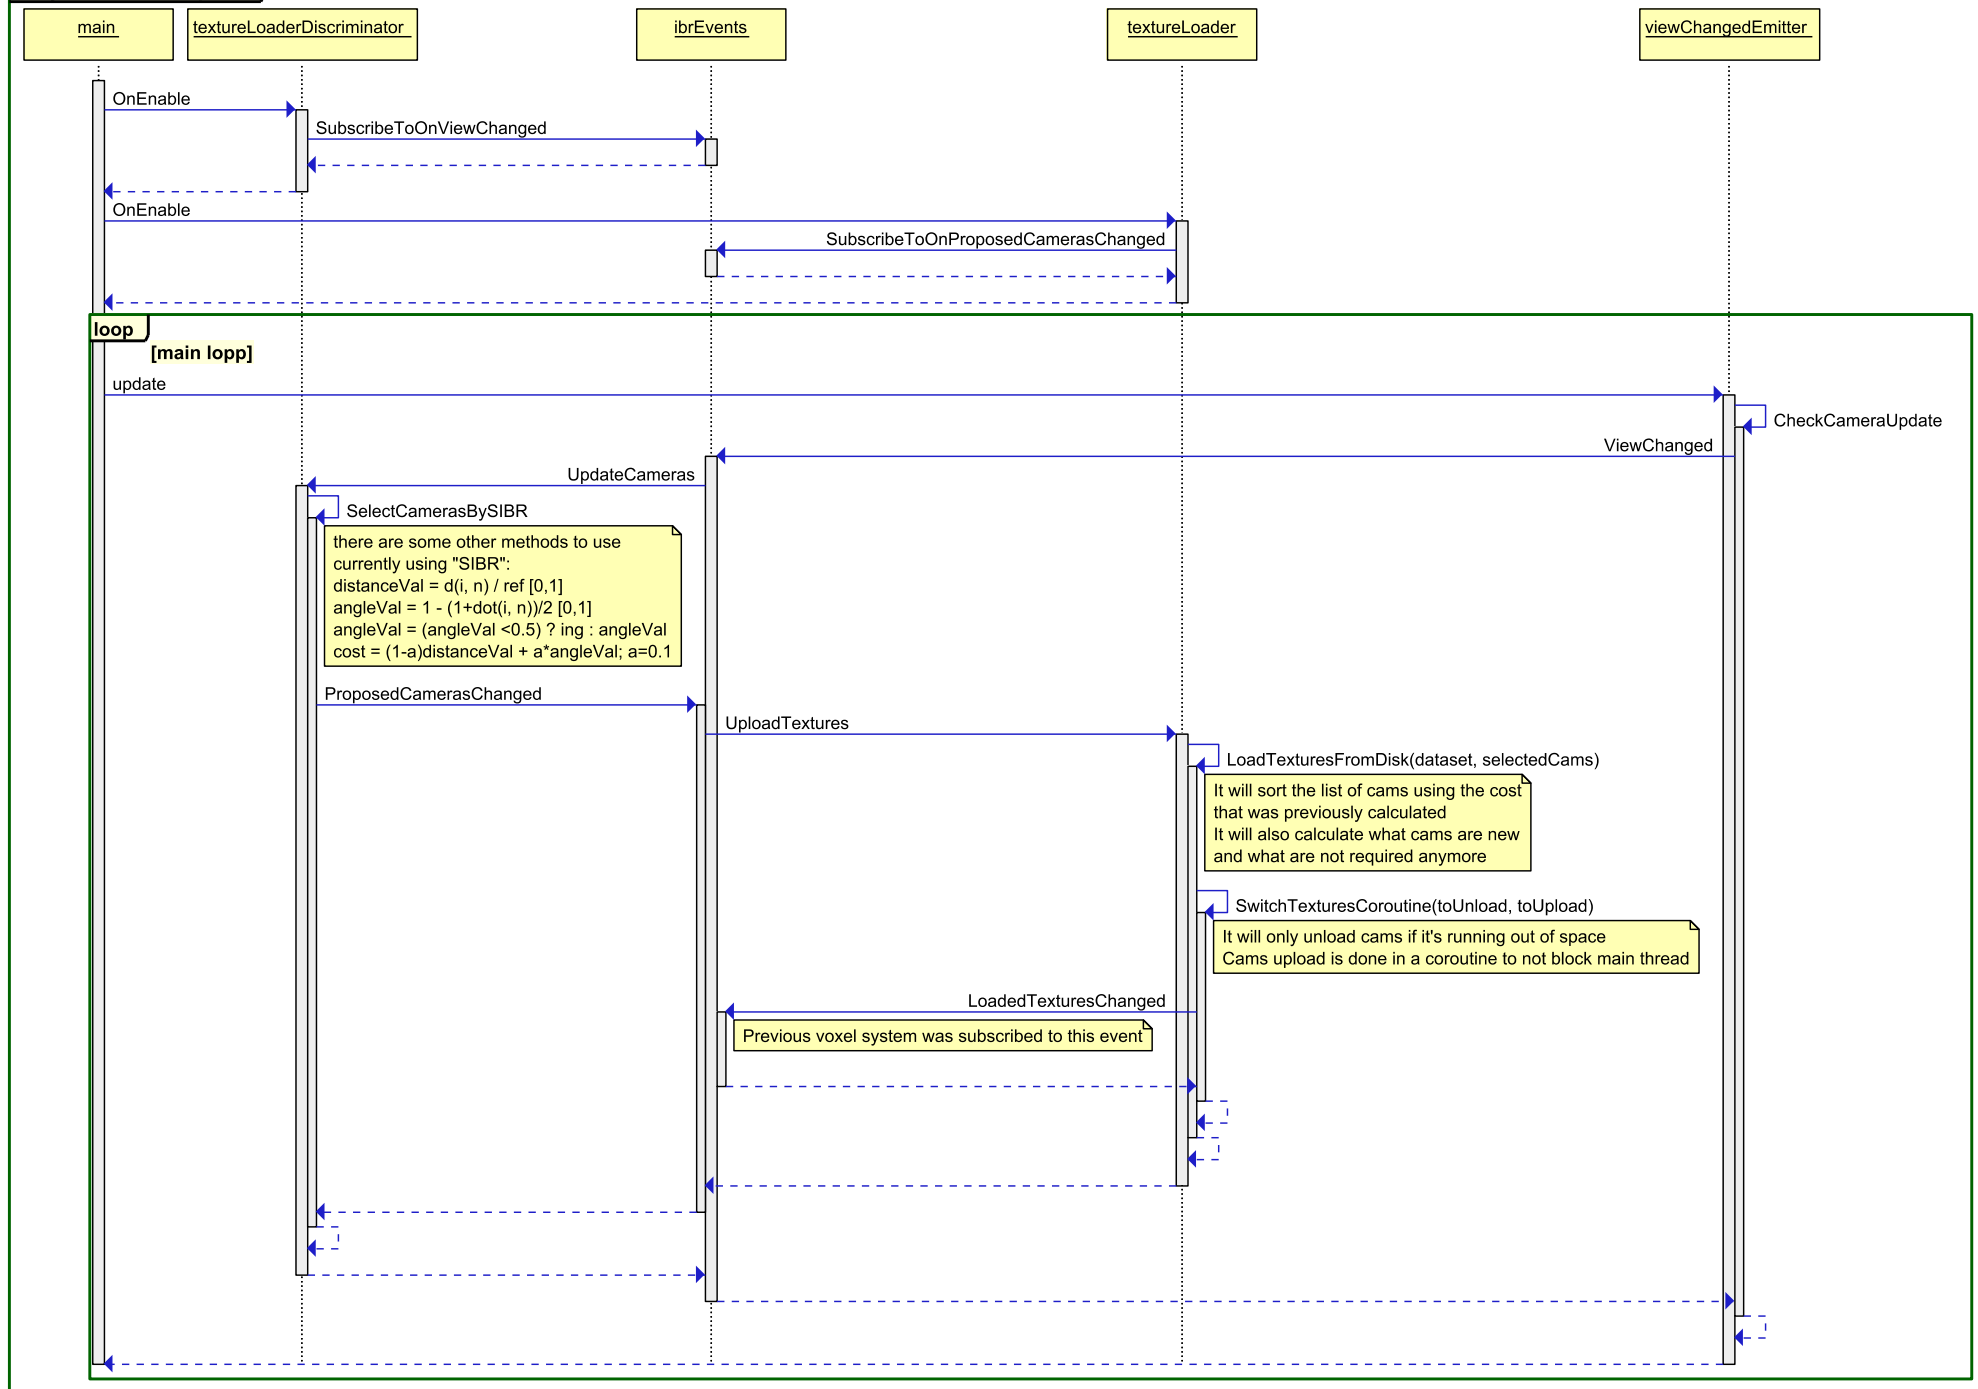 main
textureLoaderDiscriminator
ibrEvents
textureLoader
viewChangedEmitter
OnEnable
SubscribeToOnViewChanged
OnEnable
SubscribeToOnProposedCamerasChanged
loop
[main lopp]
update
CheckCameraUpdate
ViewChanged
UpdateCameras
SelectCamerasBySIBR
there are some other methods to use
currently using "SIBR":
distanceVal = d(i, n) / ref [0,1]
angleVal = 1 - (1+dot(i, n))/2 [0,1]
angleVal = (angleVal <0.5) ? ing : angleVal
cost = (1-a)distanceVal + a*angleVal; a=0.1
ProposedCamerasChanged
UploadTextures
LoadTexturesFromDisk(dataset, selectedCams)
It will sort the list of cams using the cost
that was previously calculated
It will also calculate what cams are new
and what are not required anymore
SwitchTexturesCoroutine(toUnload, toUpload)
It will only unload cams if it's running out of space
Cams upload is done in a coroutine to not block main thread
LoadedTexturesChanged
Previous voxel system was subscribed to this event